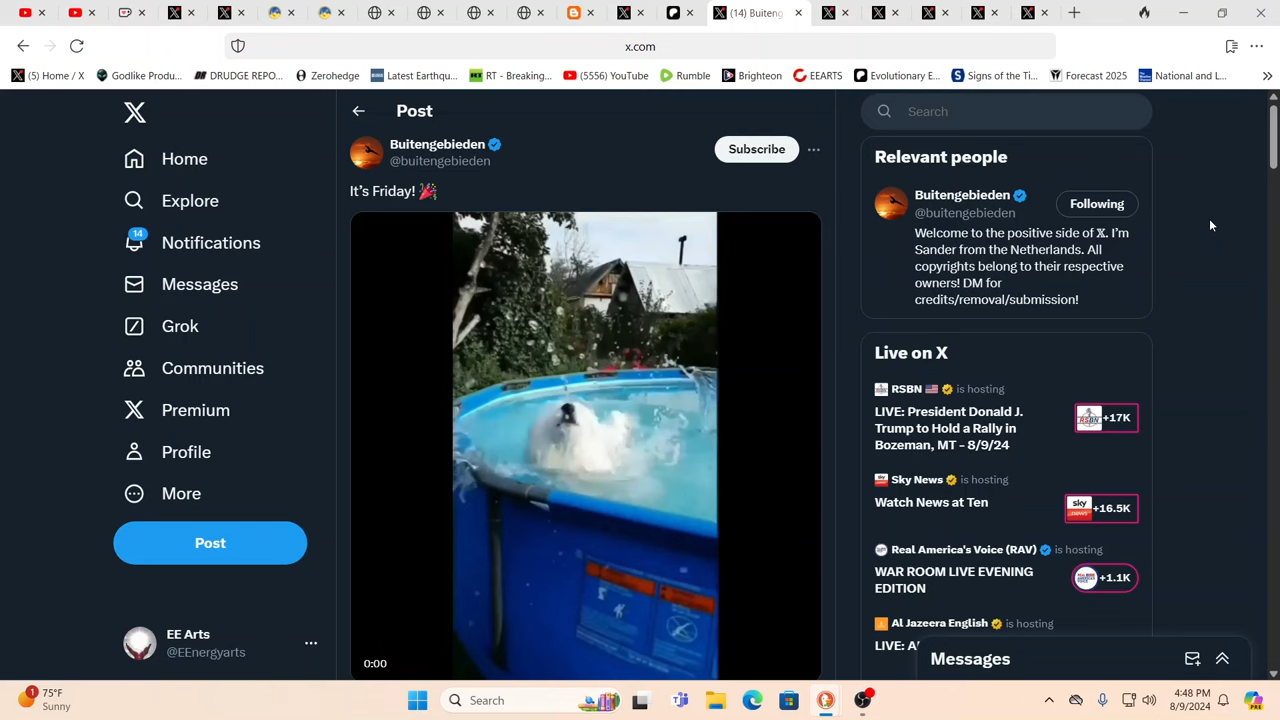 (14) Buiteng
x.com
(5) Home / X
Godlike Produ...
DRUDGE REPO...
Zerohedge
Latest Earthqu...
RT - Breaking...
(5556) YouTube
Rumble
Brighteon
EEARTS
Evolutionary E...
Signs of the Ti...
Forecast 2025
National and L...
Home
Explore
14
Notifications
Messages
Grok
Communities
Premium
Profile
More
Post
EE Arts
@EEnergyarts
Post
Buitengebieden
@buitengebieden
Subscribe
It's Friday! 🎉
0:00
Search
Relevant people
Buitengebieden
@buitengebieden
Following
Welcome to the positive side of 𝕏. I'm
Sander from the Netherlands. All
copyrights belong to their respective
owners! DM for
credits/removal/submission!
Live on X
RSBN 🇺🇸 is hosting
LIVE: President Donald J.
Trump to Hold a Rally in
Bozeman, MT - 8/9/24
+17K
Sky News is hosting
Watch News at Ten
sky news
+16.5K
Real America's Voice (RAV) is hosting
WAR ROOM LIVE EVENING
EDITION
+1.1K
Al Jazeera English is hosting
Messages
1
75°F
Sunny
Search
4:48 PM
8/9/2024